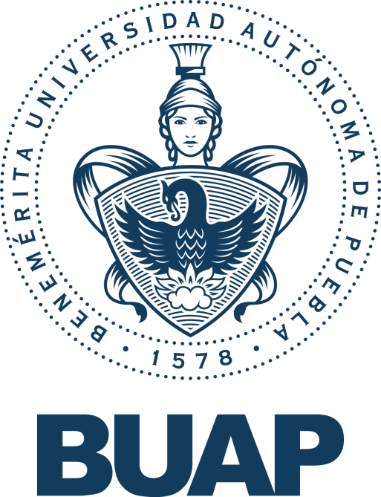 BENEMÉRITA UNIVERSIDAD AUTÓNOMA DE PUEBLA
· 1578 ·
BUAP